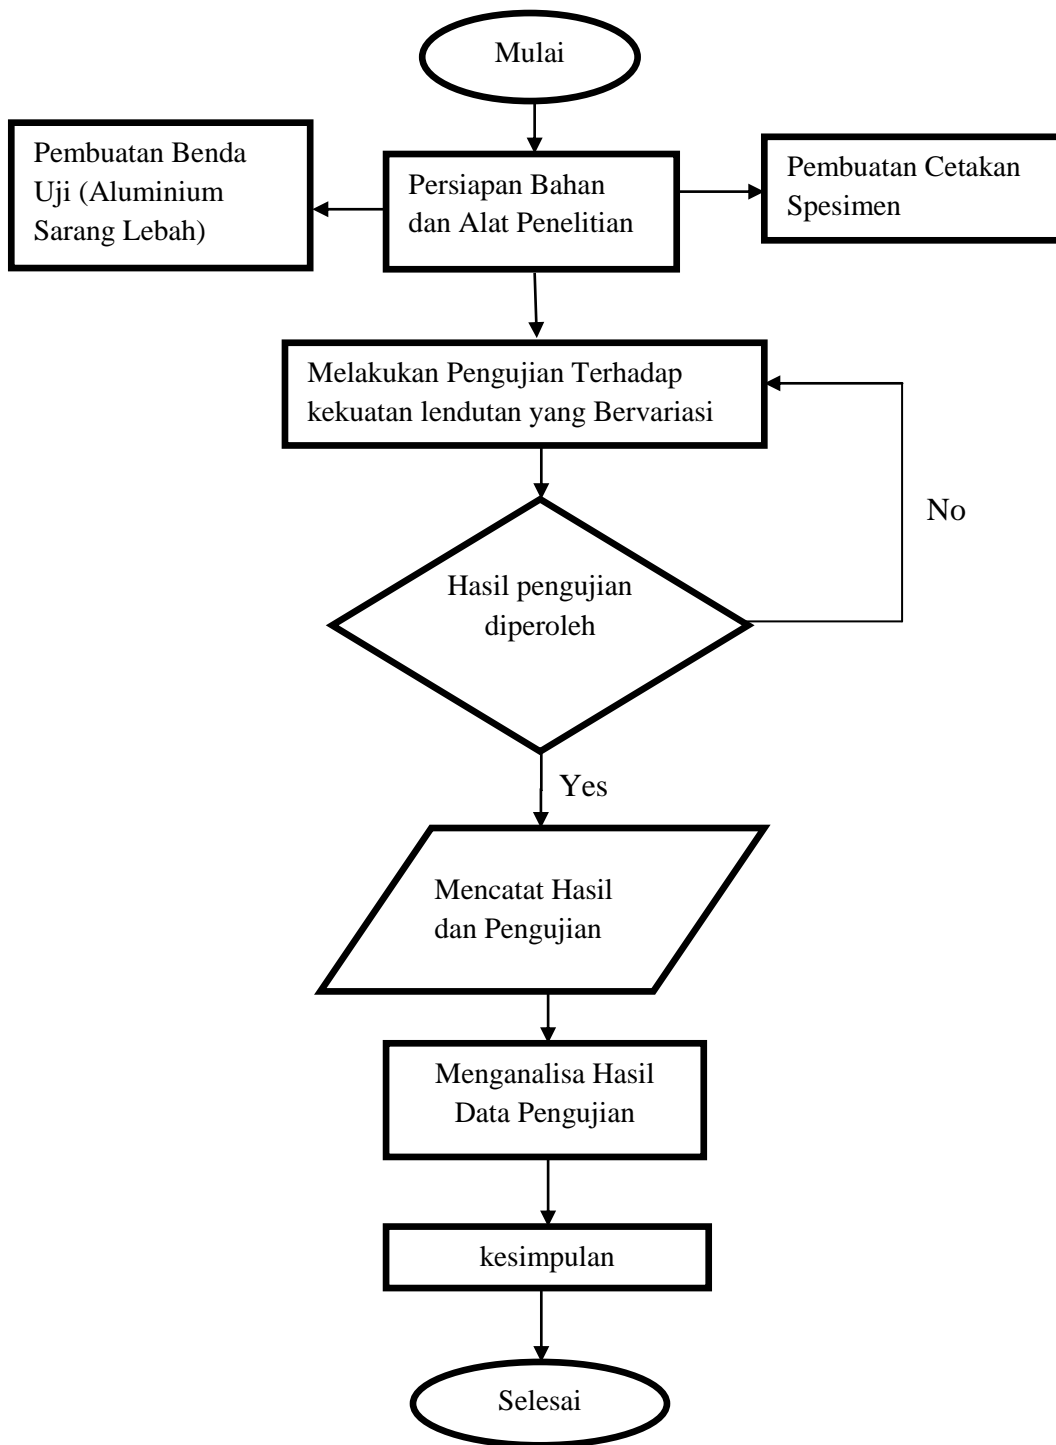 Mulai
Pembuatan Benda
Uji (Aluminium
Sarang Lebah)
Persiapan Bahan
dan Alat Penelitian
Pembuatan Cetakan
Spesimen
Melakukan Pengujian Terhadap
kekuatan lendutan yang Bervariasi
No
Hasil pengujian
diperoleh
Yes
Mencatat Hasil
dan Pengujian
Menganalisa Hasil
Data Pengujian
kesimpulan
Selesai